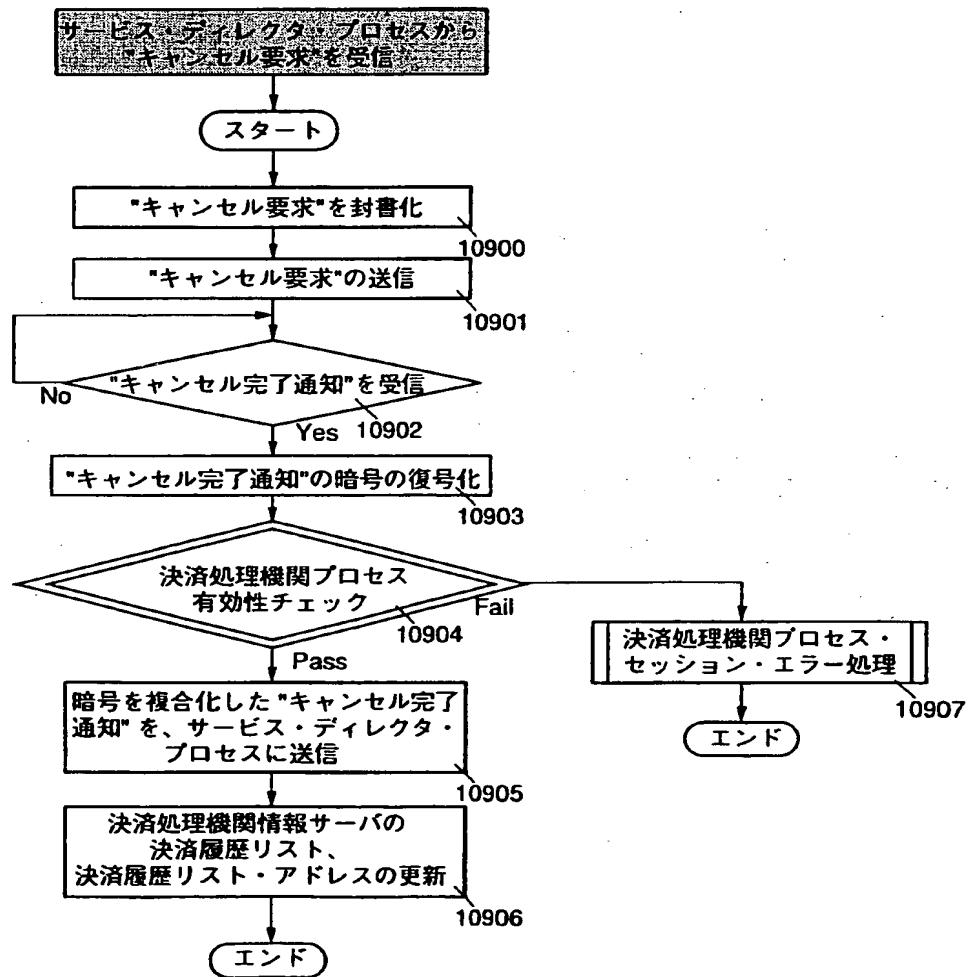 サービス・ディレクタ・プロセスから
"キャンセル要求"を受信
スタート
"キャンセル要求"を封書化
10900
"キャンセル要求"の送信
10901
"キャンセル完了通知"を受信
No
Yes
10902
"キャンセル完了通知"の暗号の復号化
10903
決済処理機関プロセス
有効性チェック
10904
Fail
Pass
決済処理機関プロセス・
セッション・エラー処理
10907
エンド
暗号を複合化した"キャンセル完了
通知"を、サービス・ディレクタ・
プロセスに送信
10905
決済処理機関情報サーバの
決済履歴リスト、
決済履歴リスト・アドレスの更新
10906
エンド